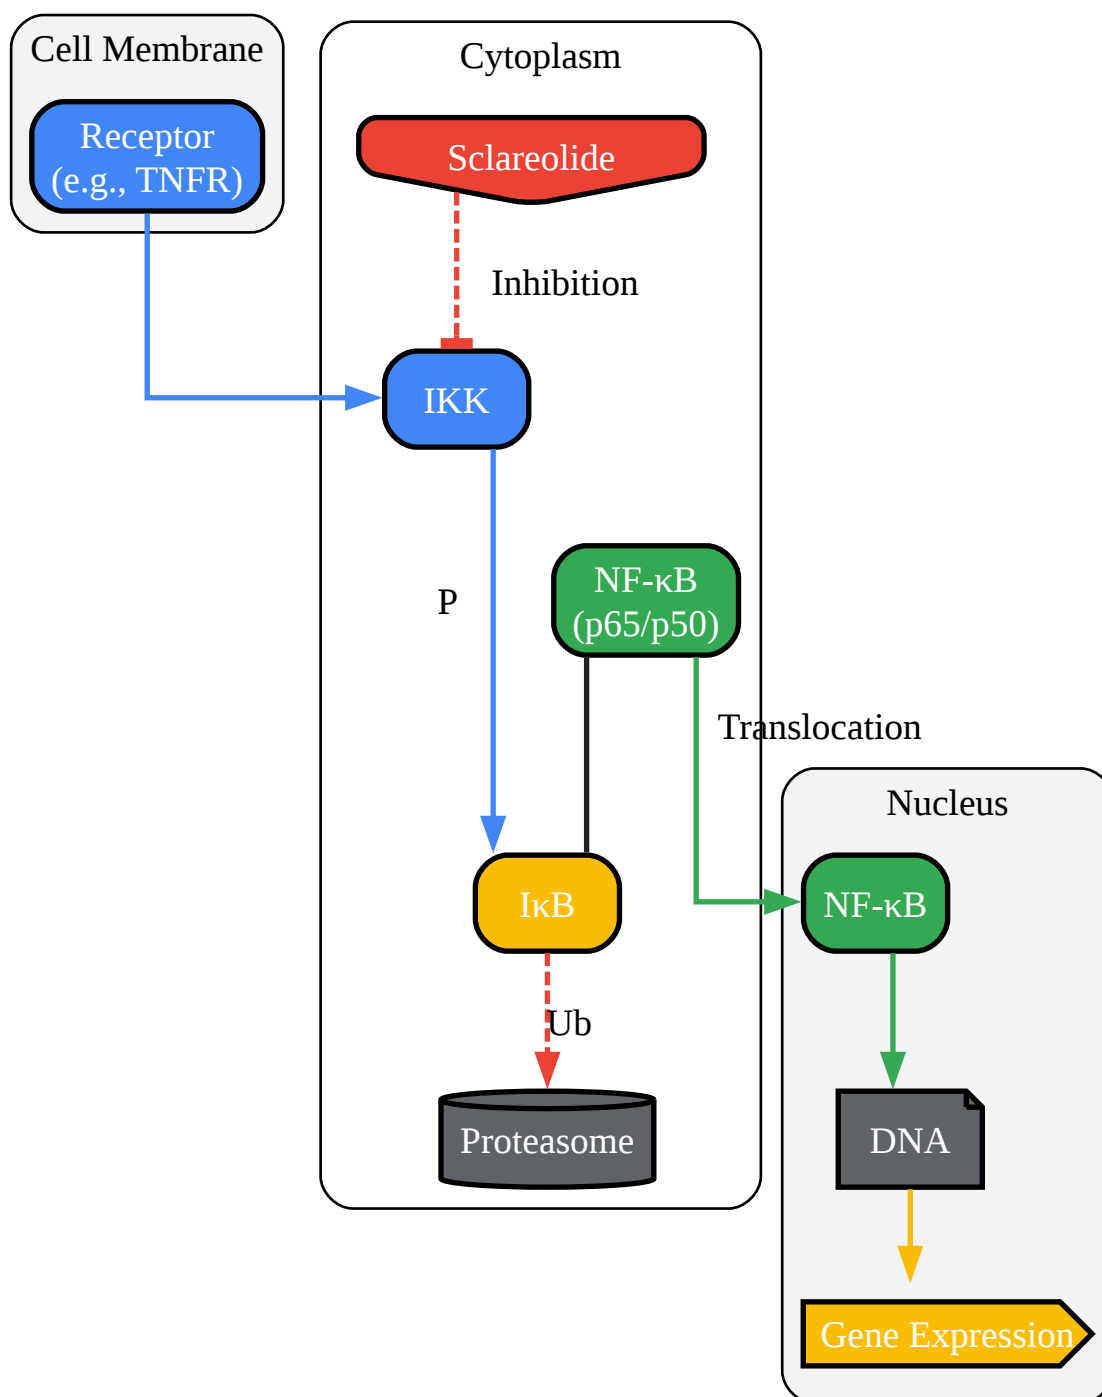 Cell Membrane
Receptor
(e.g., TNFR)
Cytoplasm
Sclareolide
Inhibition
IKK
P
NF-κB
(p65/p50)
Translocation
IκB
Ub
Proteasome
Nucleus
NF-κB
DNA
Gene Expression